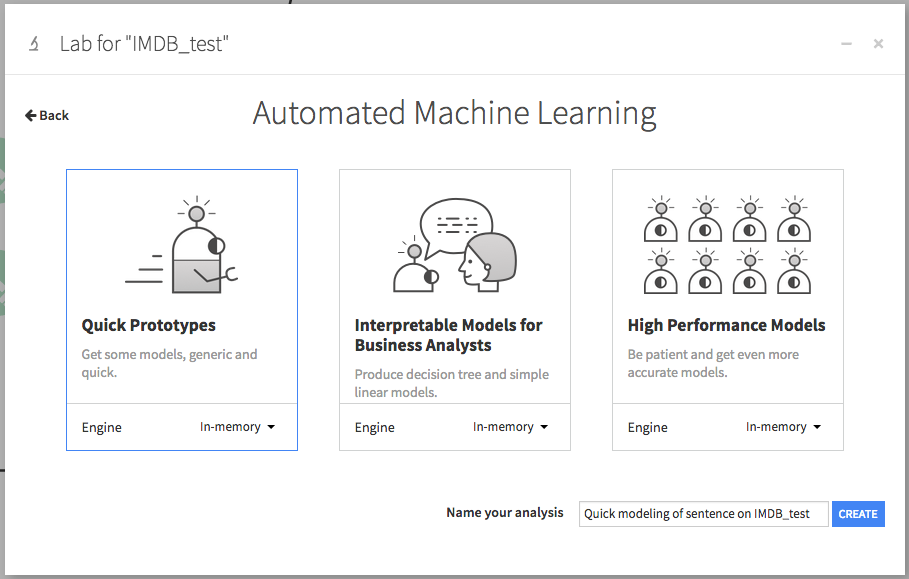 Lab for "IMDB_test"
Back
Automated Machine Learning
Quick Prototypes
Get some models, generic and
quick.
Engine
In-memory
Interpretable Models for
Business Analysts
Produce decision tree and simple
linear models.
Engine
In-memory
High Performance Models
Be patient and get even more
accurate models.
Engine
In-memory
Name your analysis
Quick modeling of sentence on IMDB_test
CREATE